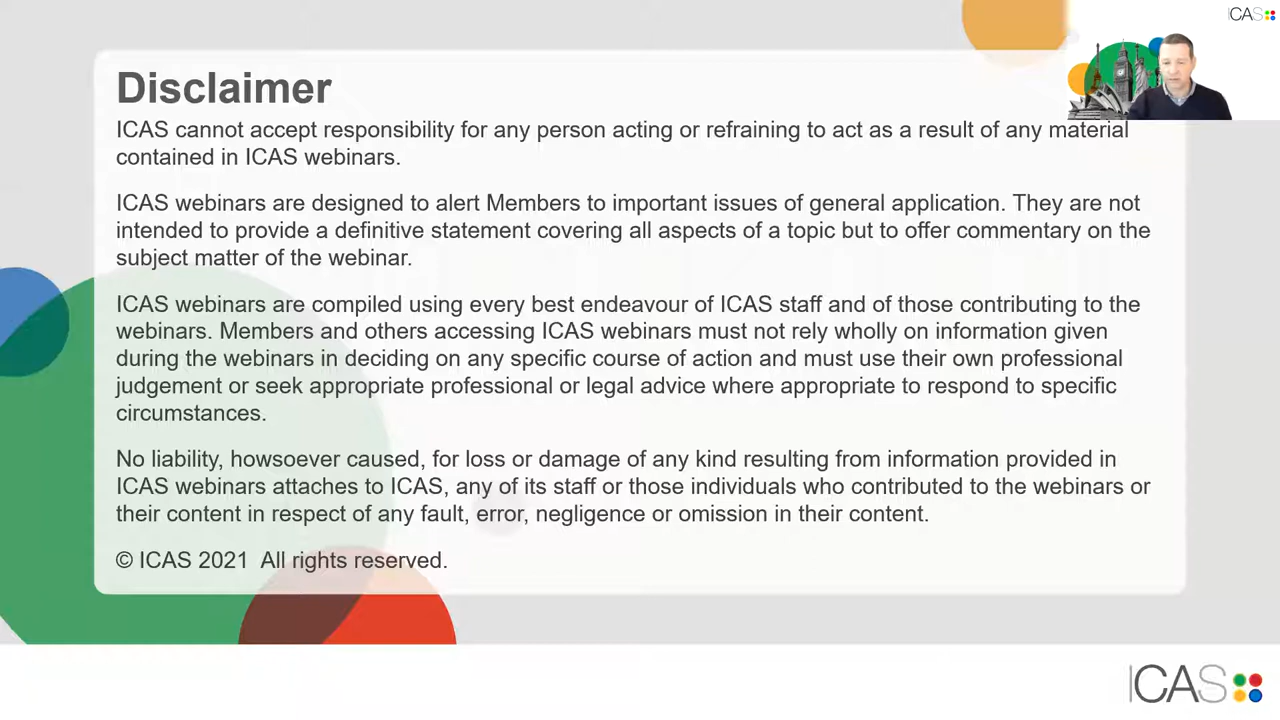 ICAS
Disclaimer
ICAS cannot accept responsibility for any person acting or refraining to act as a result of any material
contained in ICAS webinars.
ICAS webinars are designed to alert Members to important issues of general application. They are not
intended to provide a definitive statement covering all aspects of a topic but to offer commentary on the
subject matter of the webinar.
ICAS webinars are compiled using every best endeavour of ICAS staff and of those contributing to the
webinars. Members and others accessing ICAS webinars must not rely wholly on information given
during the webinars in deciding on any specific course of action and must use their own professional
judgement or seek appropriate professional or legal advice where appropriate to respond to specific
circumstances.
No liability, howsoever caused, for loss or damage of any kind resulting from information provided in
ICAS webinars attaches to ICAS, any of its staff or those individuals who contributed to the webinars or
their content in respect of any fault, error, negligence or omission in their content.
© ICAS 2021 All rights reserved.
ICAS